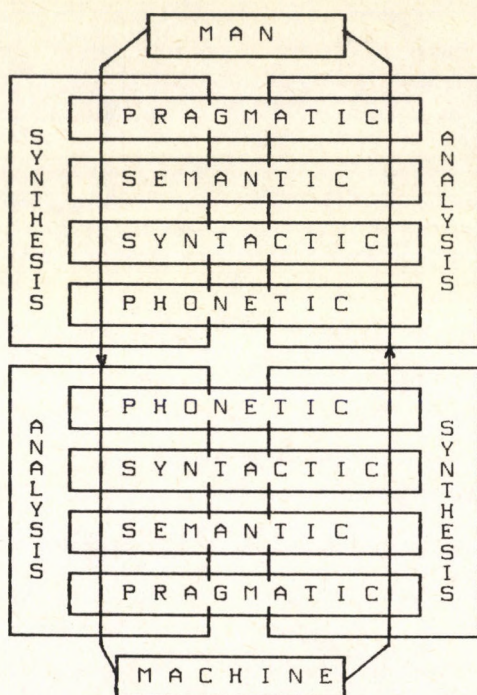 MAN
SYNTHESIS
PRAGMATIC
SEMANTIC
SYNTACTIC
PHONETIC
ANALYSIS
ANALYSIS
PHONETIC
SYNTACTIC
SEMANTIC
PRAGMATIC
SYNTHESIS
MACHINE